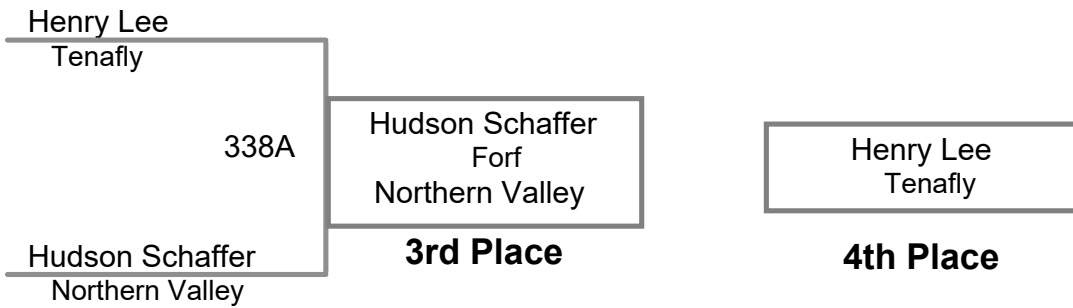 Henry Lee
Tenafly
338A
Hudson Schaffer
Northern Valley
Hudson Schaffer
Forf
Northern Valley
3rd Place
Henry Lee
Tenafly
4th Place